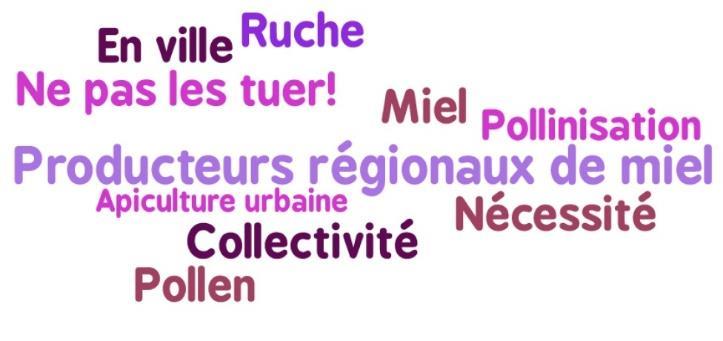 En ville
Ruche
Ne pas les tuer!
Miel
Pollinisation
Producteurs régionaux de miel
Apiculture urbaine
Nécessité
Collectivité
Pollen